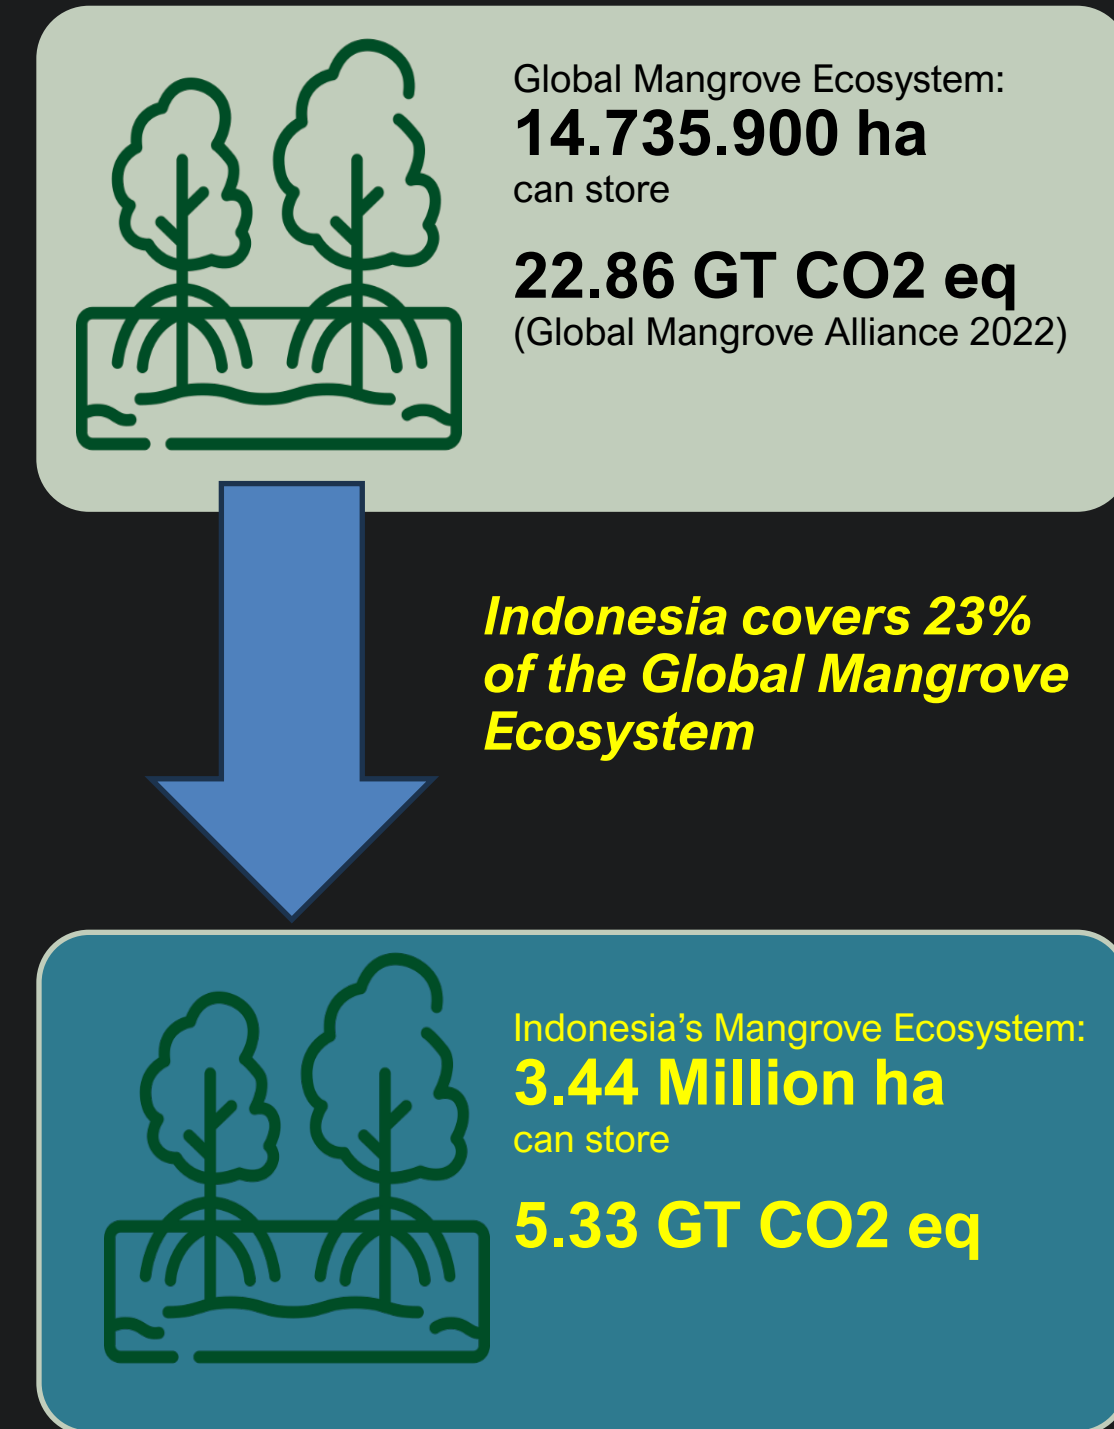 Global Mangrove Ecosystem:
14.735.900 ha
can store
22.86 GT CO2 eq
(Global Mangrove Alliance 2022)
Indonesia covers 23%
of the Global Mangrove
Ecosystem
Indonesia’s Mangrove Ecosystem:
3.44 Million ha
can store
5.33 GT CO2 eq